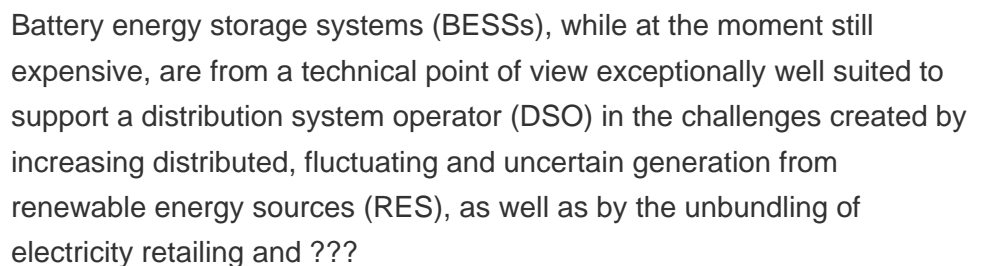 Battery energy storage systems (BESSs), while at the moment still
expensive, are from a technical point of view exceptionally well suited to
support a distribution system operator (DSO) in the challenges created by
increasing distributed, fluctuating and uncertain generation from
renewable energy sources (RES), as well as by the unbundling of
electricity retailing and ???